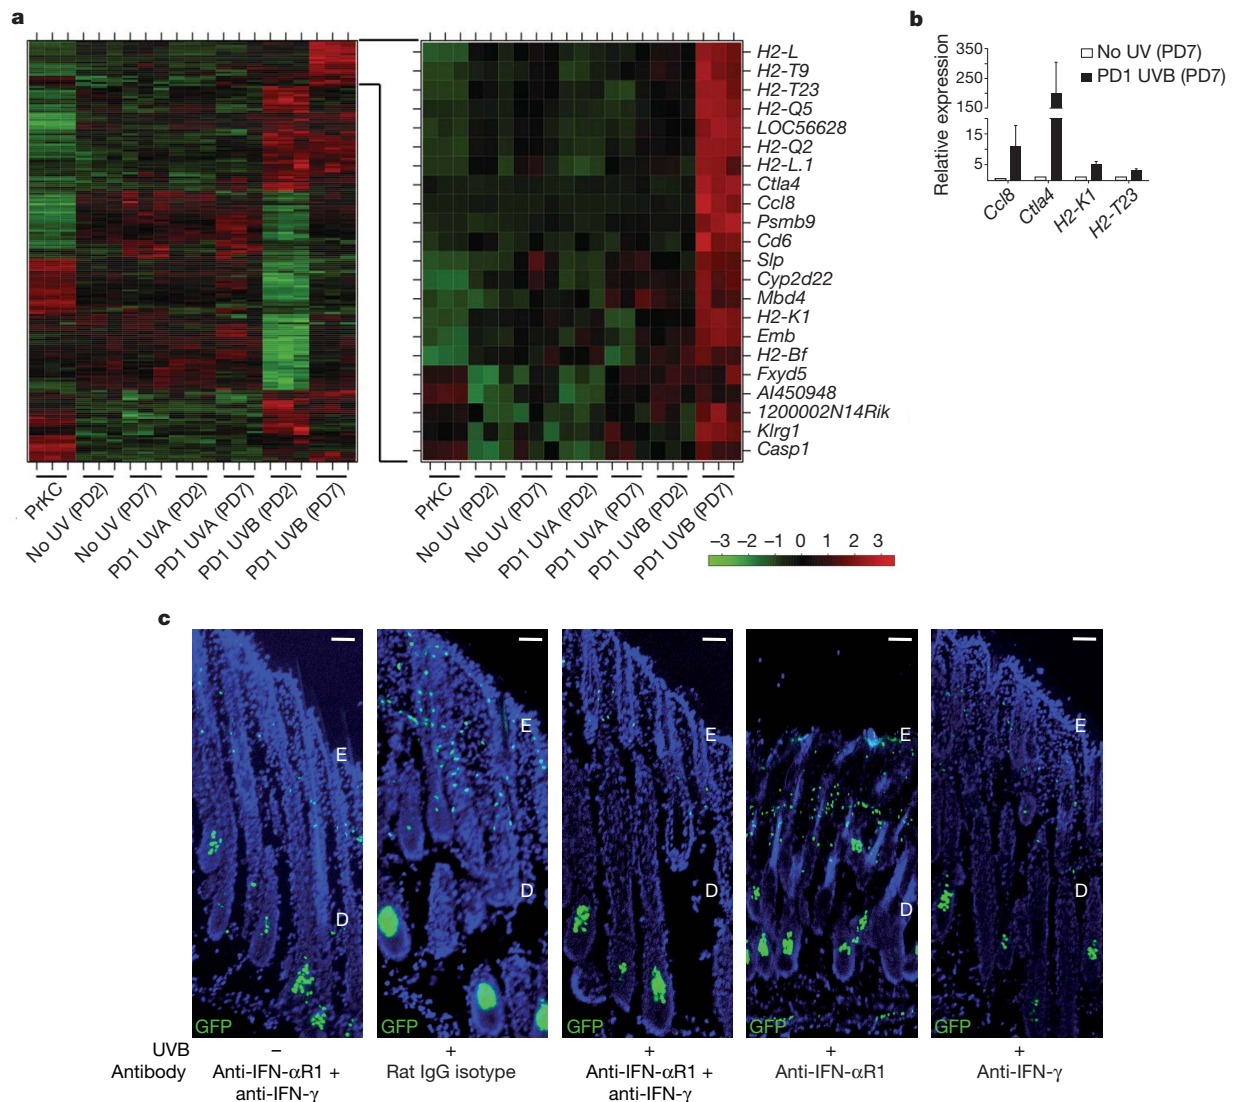 a
H2-L
H2-T9
H2-T23
H2-Q5
LOC56628
H2-Q2
H2-L.1
Ctla4
Ccl8
Psmb9
Cd6
Slp
Cyp2d22
Mbd4
H2-K1
Emb
H2-Bf
Fxyd5
AI450948
1200002N14Rik
Klrg1
Casp1
PrKC
No UV (PD2)
No UV (PD7)
PD1 UVA (PD2)
PD1 UVA (PD7)
PD1 UVB (PD2)
PD1 UVB (PD7)
PrKC
No UV (PD2)
No UV (PD7)
PD1 UVA (PD2)
PD1 UVA (PD7)
PD1 UVB (PD2)
PD1 UVB (PD7)
–3 –2 –1 0 1 2 3
b
Relative expression
350
250
150
15
5
No UV (PD7)
PD1 UVB (PD7)
Ccl8
Ctla4
H2-K1
H2-T23
c
E
D
GFP
E
D
GFP
E
D
GFP
E
D
GFP
E
D
GFP
UVB – + + + +
Antibody Anti-IFN-αR1 + Rat IgG isotype Anti-IFN-αR1 + Anti-IFN-αR1 Anti-IFN-γ
anti-IFN-γ anti-IFN-γ